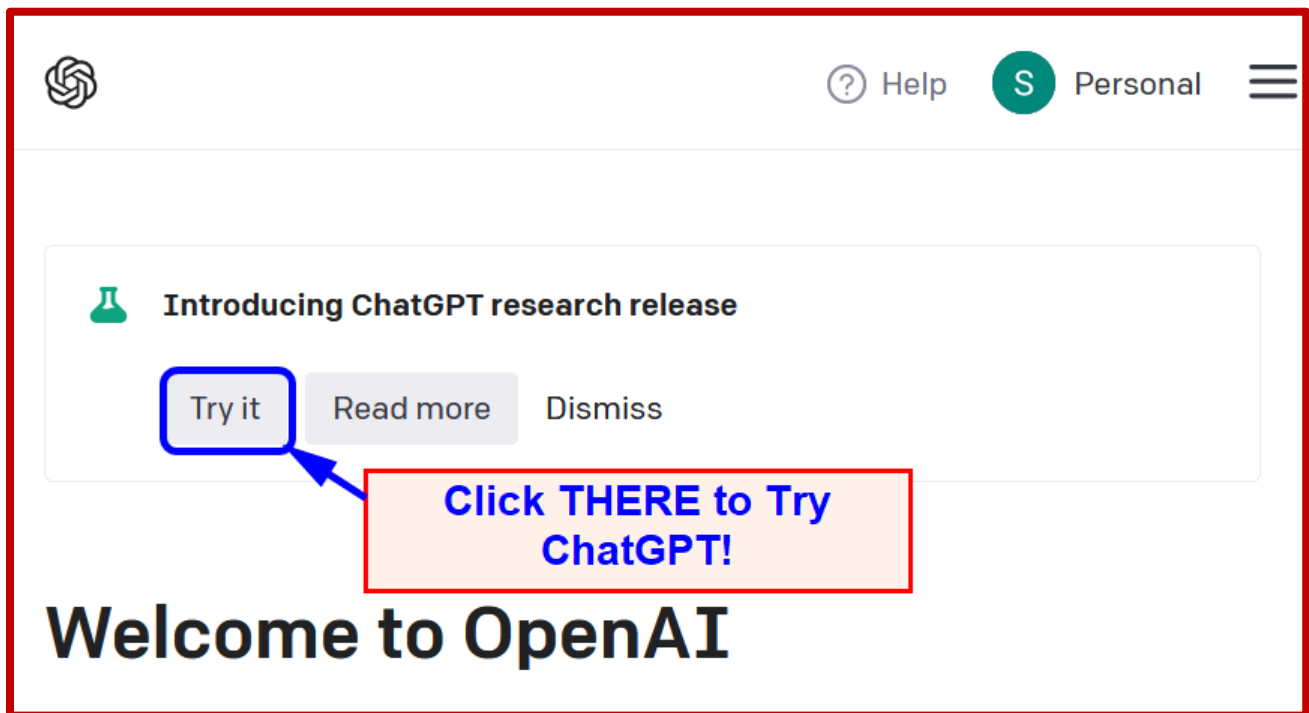 ? Help S Personal
Introducing ChatGPT research release
Try it Read more Dismiss
Click THERE to Try
ChatGPT!
Welcome to OpenAI